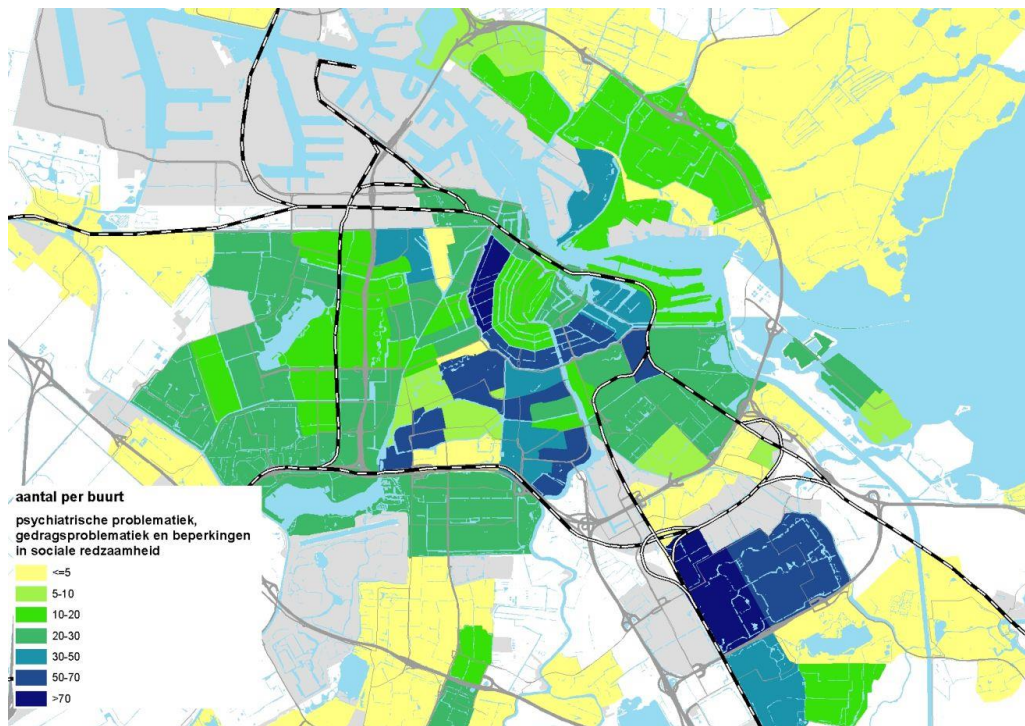 aantal per buurt
psychiatrische problematiek,
gedragsproblematiek en beperkingen
in sociale redzaamheid
<=5
5-10
10-20
20-30
30-50
50-70
>70